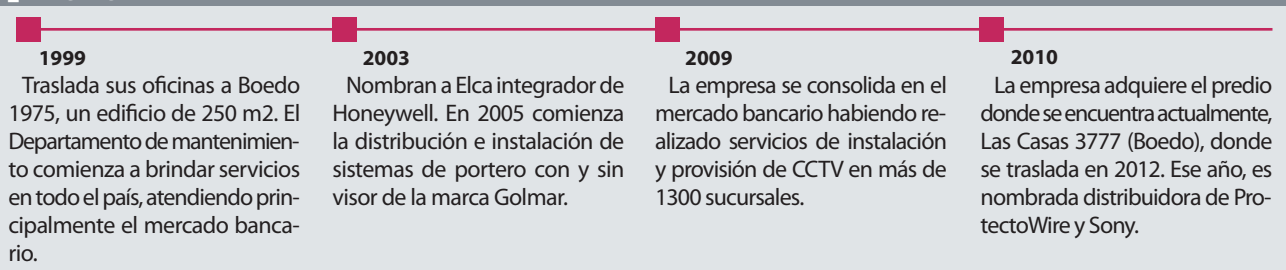 1999
Traslada sus oficinas a Boedo
1975, un edificio de 250 m2. El
Departamento de mantenimien-
to comienza a brindar servicios
en todo el país, atendiendo prin-
cipalmente el mercado banca-
rio.
2003
Nombran a Elca integrador de
Honeywell. En 2005 comienza
la distribución e instalación de
sistemas de portero con y sin
visor de la marca Golmar.
2009
La empresa se consolida en el
mercado bancario habiendo re-
alizado servicios de instalación
y provisión de CCTV en más de
1300 sucursales.
2010
La empresa adquiere el predio
donde se encuentra actualmente,
Las Casas 3777 (Boedo), donde
se traslada en 2012. Ese año, es
nombrada distribuidora de Pro-
tectoWire y Sony.